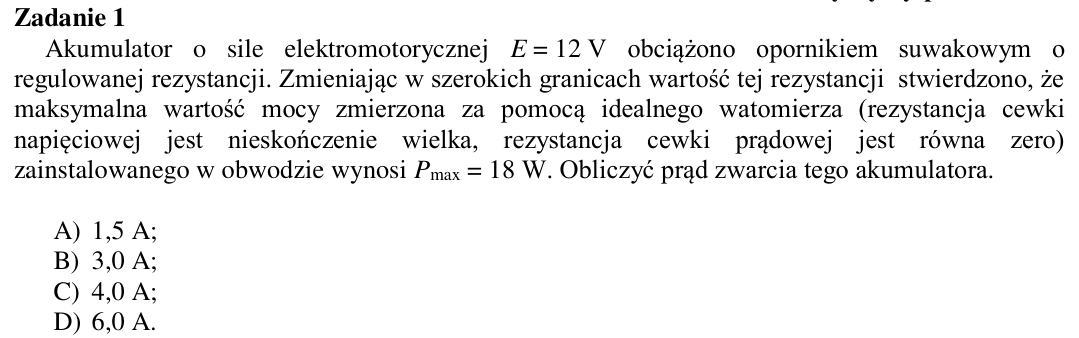 Zadanie 1
Akumulator o sile elektromotorycznej E = 12 V obciążono opornikiem suwakowym o
regulowanej rezystancji. Zmieniając w szerokich granicach wartość tej rezystancji stwierdzono, że
maksymalna wartość mocy zmierzona za pomocą idealnego watomierza (rezystancja cewki
napięciowej jest nieskończenie wielka, rezystancja cewki prądowej jest równa zero)
zainstalowanego w obwodzie wynosi Pmax = 18 W. Obliczyć prąd zwarcia tego akumulatora.
A) 1,5 A;
B) 3,0 A;
C) 4,0 A;
D) 6,0 A.